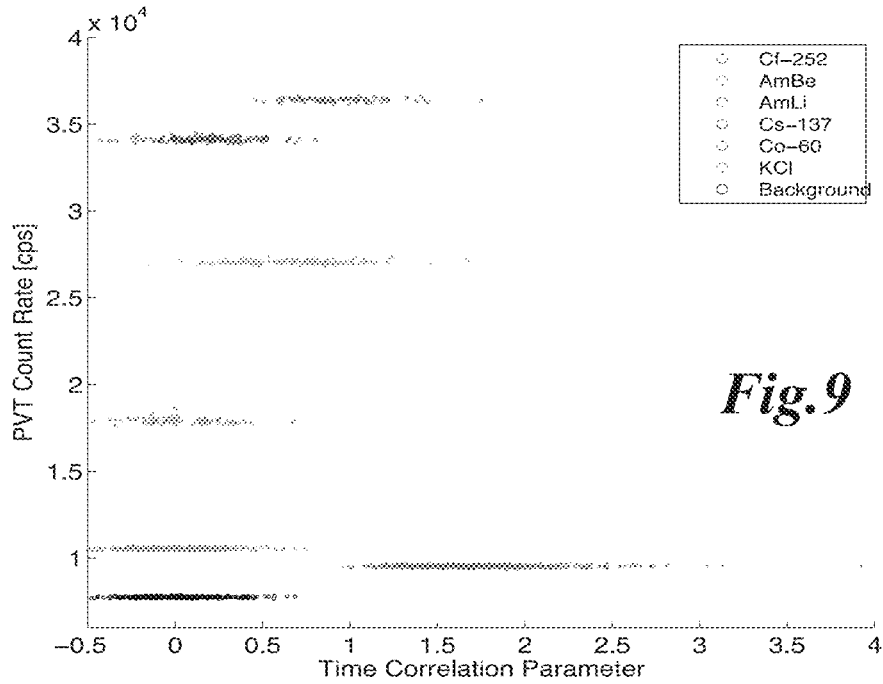 × 10⁴
4
3.5
3
2.5
2
1.5
1
PVT Count Rate [cps]
Cf-252
AmBe
AmLi
Cs-137
Co-60
KCl
Background
Fig.9
-0.5 0 0.5 1 1.5 2 2.5 3 3.5 4
Time Correlation Parameter